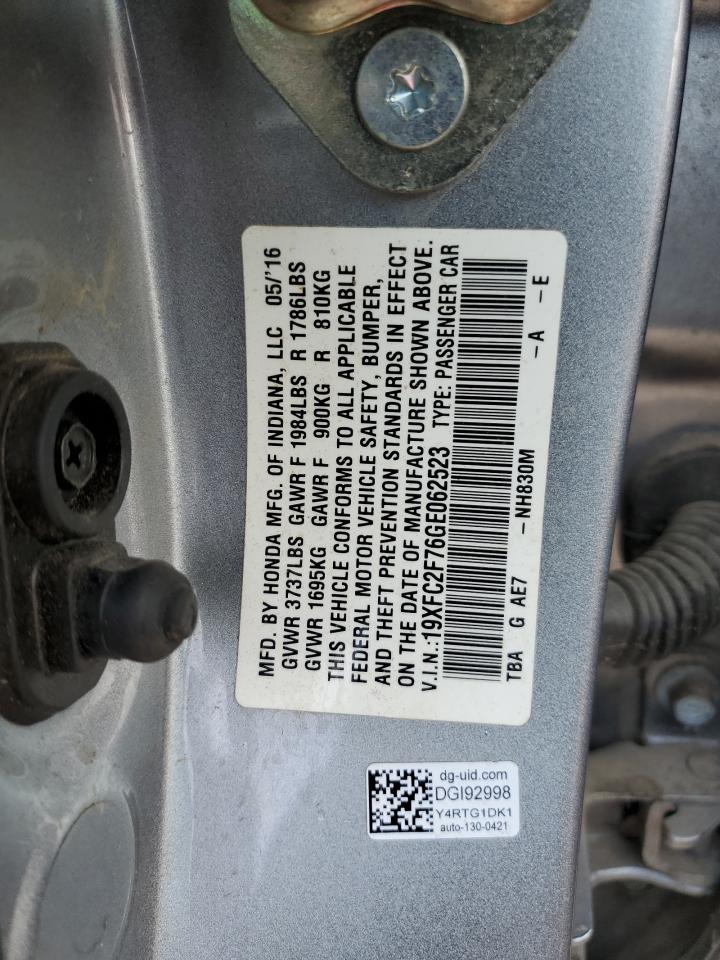 MFD. BY HONDA MFG. OF INDIANA, LLC 05/'16
GVWR 3737LBS GAWR F 1984LBS R 1786LBS
GVWR 1695KG GAWR F 900KG R 810KG
THIS VEHICLE CONFORMS TO ALL APPLICABLE
FEDERAL MOTOR VEHICLE SAFETY, BUMPER,
AND THEFT PREVENTION STANDARDS IN EFFECT
ON THE DATE OF MANUFACTURE SHOWN ABOVE.
V.I.N.:19XFC2F76GE062523 TYPE: PASSENGER CAR
TBA G AE7 -NH830M -A -E
dg-uid.com
DGI92998
Y4RTG1DK1
auto-130-0421